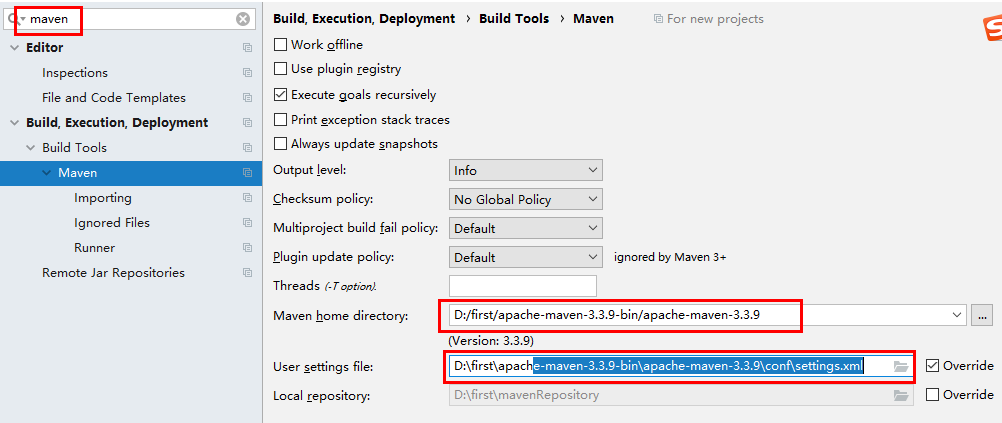 maven
Editor
Inspections
File and Code Templates
Build, Execution, Deployment
Build Tools
Maven
Importing
Ignored Files
Runner
Remote Jar Repositories
Build, Execution, Deployment › Build Tools › Maven For new projects
Work offline
Use plugin registry
Execute goals recursively
Print exception stack traces
Always update snapshots
Output level: Info
Checksum policy: No Global Policy
Multiproject build fail policy: Default
Plugin update policy: Default ignored by Maven 3+
Threads (-T option).
Maven home directory: D:/first/apache-maven-3.3.9-bin/apache-maven-3.3.9 ...
(Version: 3.3.9)
User settings file: D:\first\apache-maven-3.3.9-bin\apache-maven-3.3.9\conf\settings.xml Override
Local repository: D:\first\mavenRepository Override